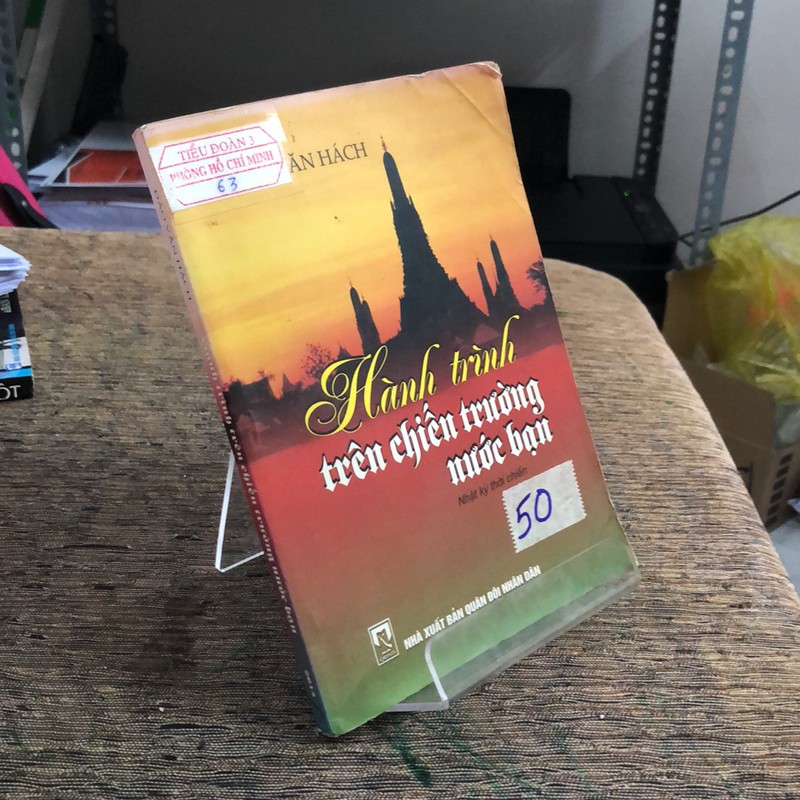 TIỂU ĐOÀN 3
PHÒNG HỒ CHÍ MINH
63
ĂN HÁCH
Hành trình
trên chiến trường
nước bạn
Nhật ký thời chiến
50
NHÀ XUẤT BẢN QUÂN ĐỘI NHÂN DÂN